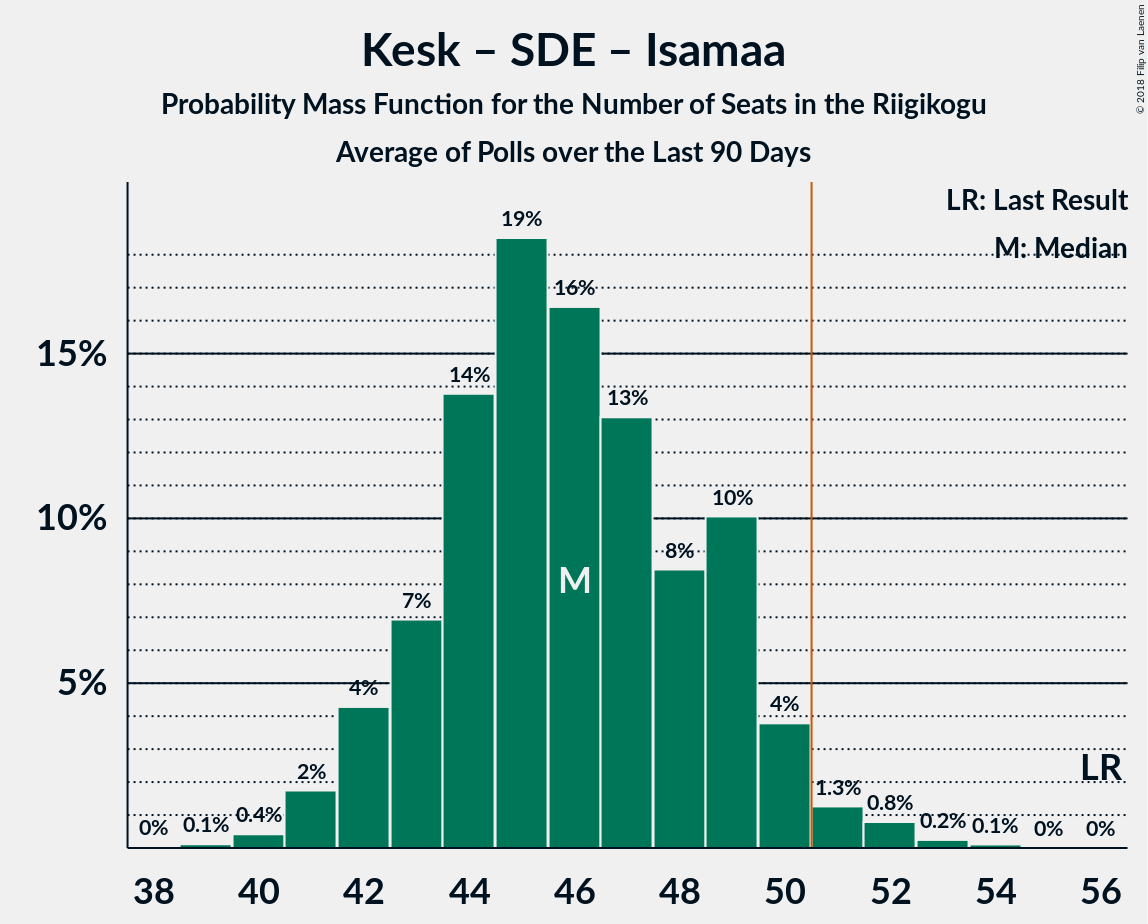 Kesk – SDE – Isamaa
Probability Mass Function for the Number of Seats in the Riigikogu
Average of Polls over the Last 90 Days
© 2018 Filip van Laenen
LR: Last Result
M: Median
15%
10%
5%
0%
0.1%
0.4%
2%
4%
7%
14%
19%
16%
13%
8%
10%
4%
1.3%
0.8%
0.2%
0.1%
0%
0%
M
LR
38 40 42 44 46 48 50 52 54 56